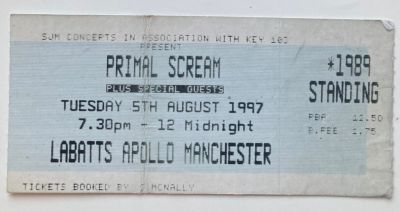 SJM CONCERTS IN ASSOCIATION WITH KEY 103
PRESENT
PRIMAL SCREAM
PLUS SPECIAL GUESTS
TUESDAY 5TH AUGUST 1997
7.30pm - 12 Midnight
LABATTS APOLLO MANCHESTER
TICKETS BOOKED BY MCNALLY
*1989
STANDING
12.50
B.FEE 1.75